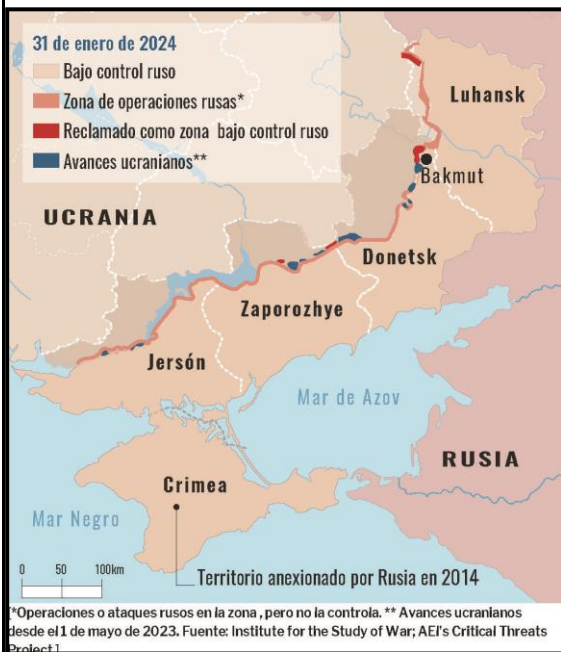 31 de enero de 2024
Bajo control ruso
Zona de operaciones rusas*
Reclamado como zona bajo control ruso
Avances ucranianos**
Luhansk
Bakmut
UCRANIA
Donetsk
Zaporozhye
Jersón
Mar de Azov
RUSIA
Crimea
Mar Negro
0 50 100km
Territorio anexionado por Rusia en 2014
[*Operaciones o ataques rusos en la zona , pero no la controla. ** Avances ucranianos
desde el 1 de mayo de 2023. Fuente: Institute for the Study of War; AEI's Critical Threats
Project.]